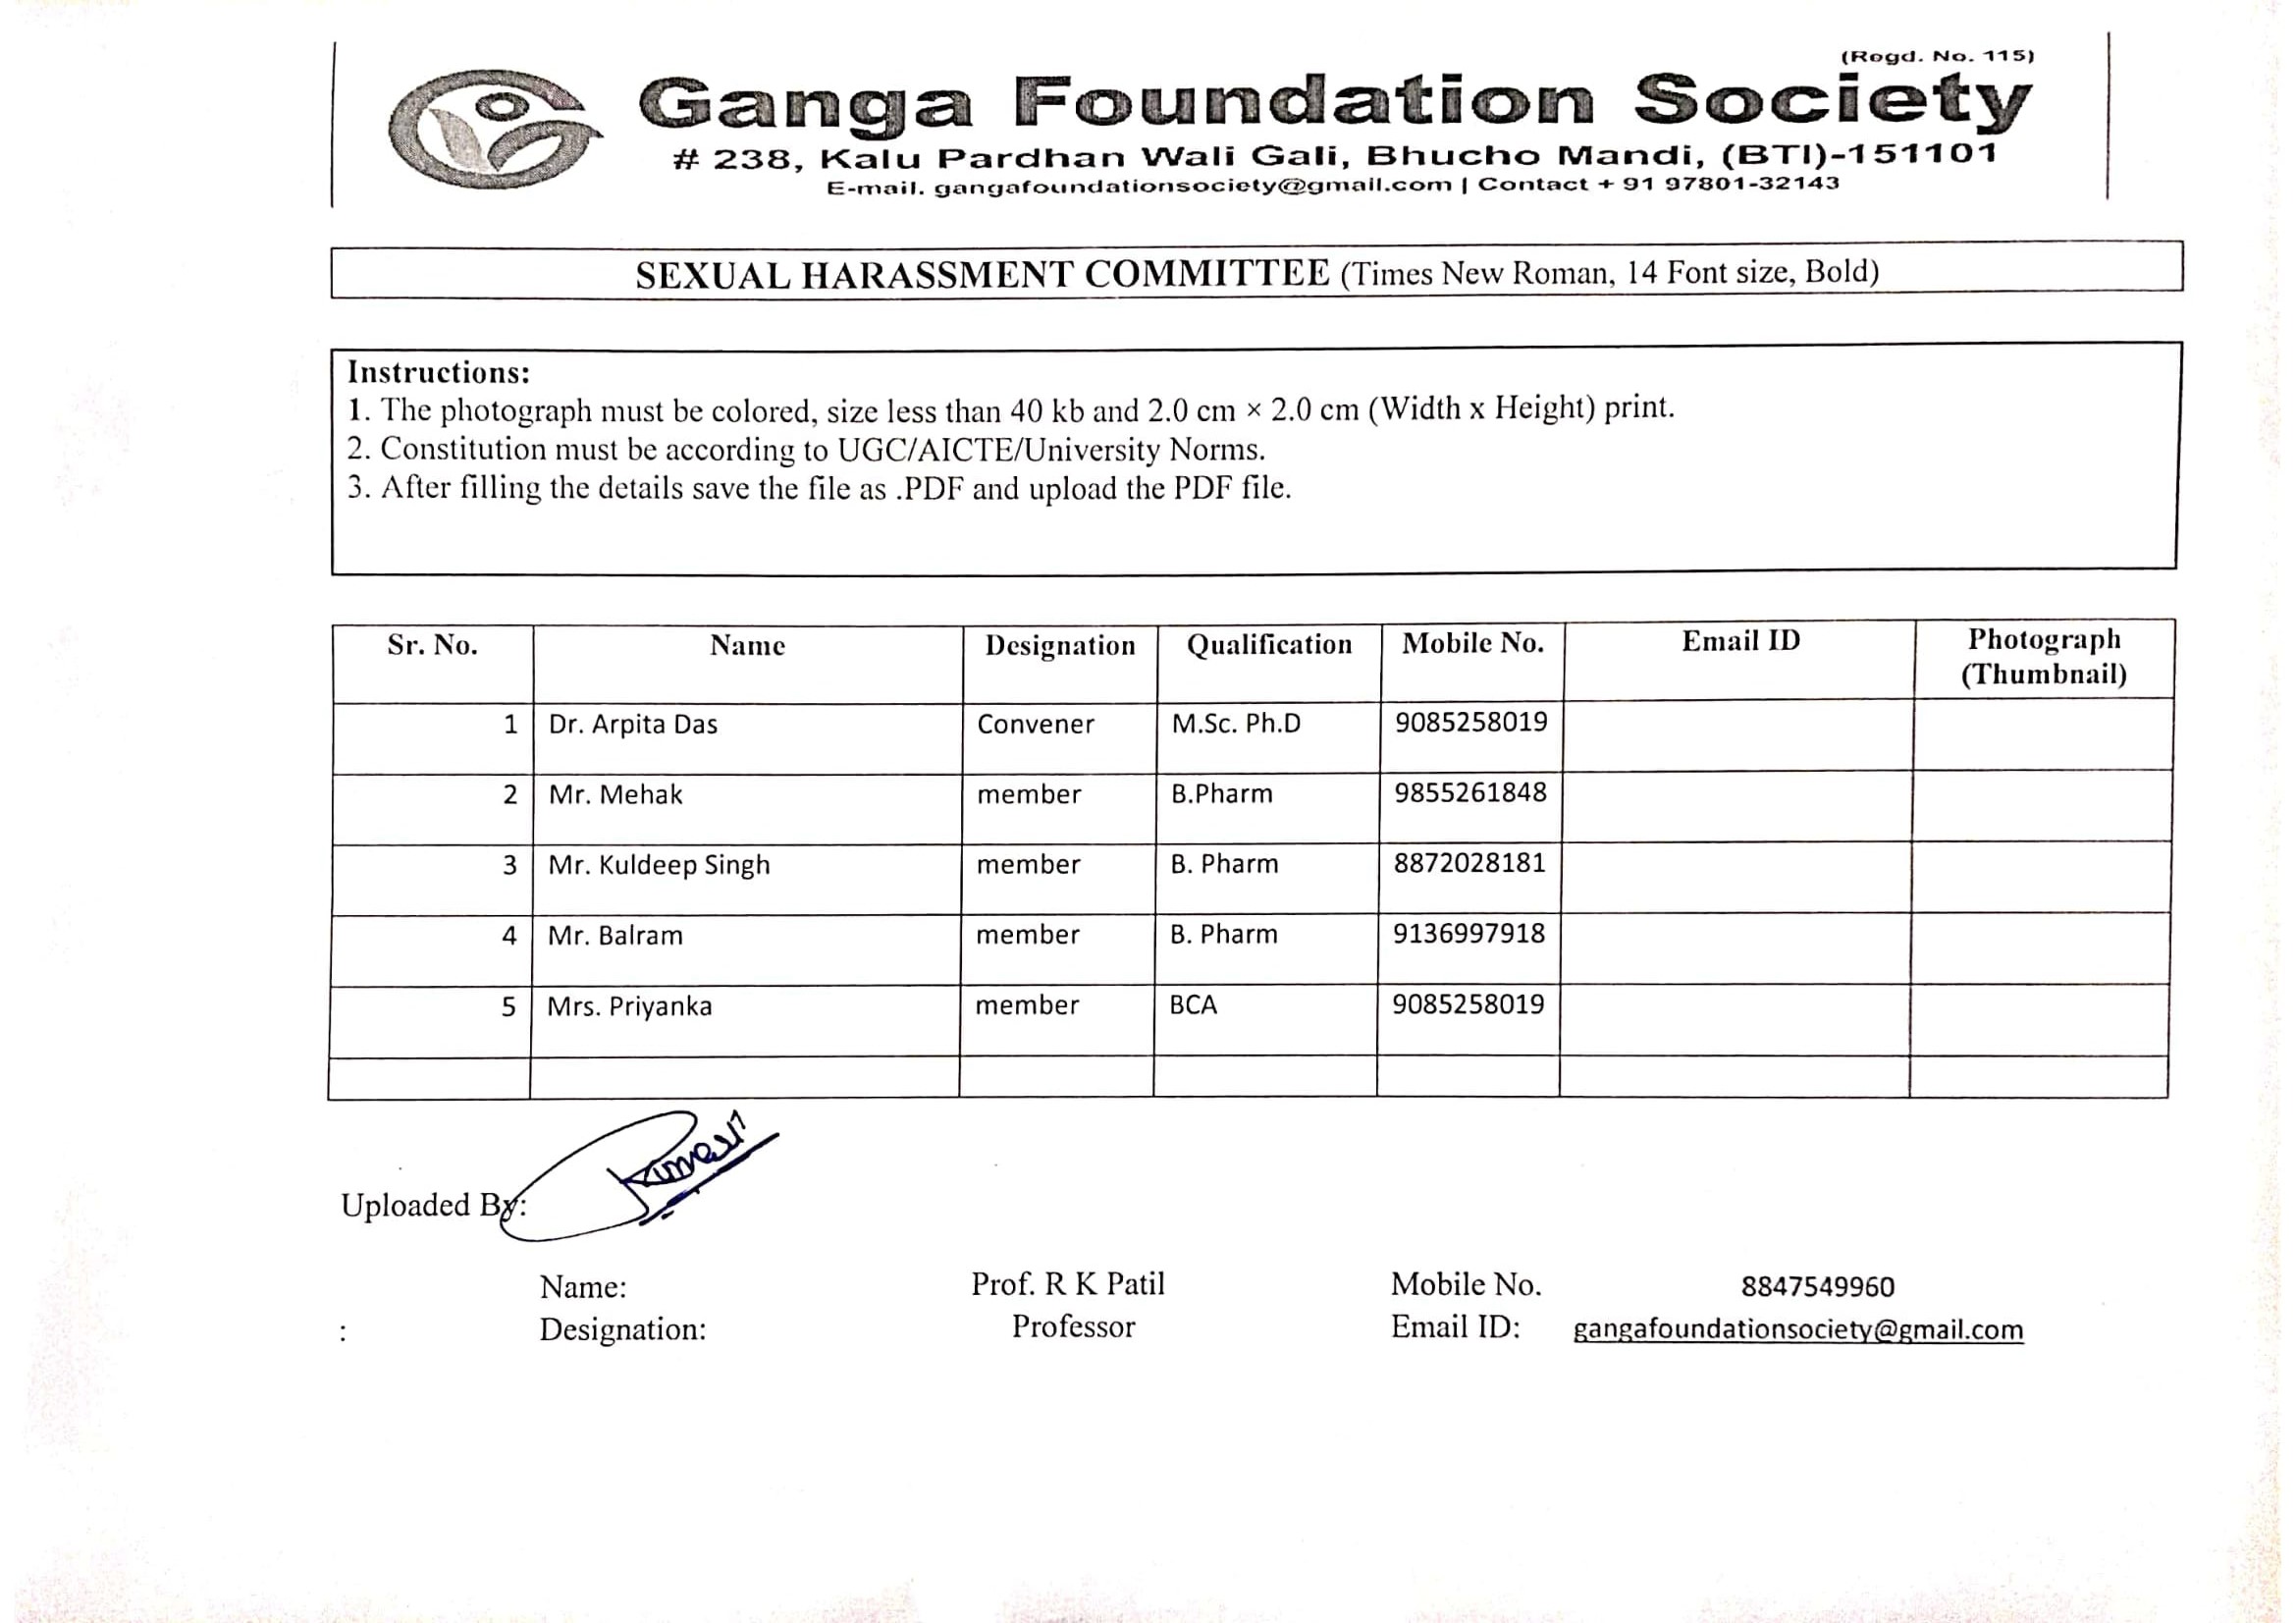 (Regd. No. 115)
Ganga Foundation Society
# 238, Kalu Pardhan Wali Gali, Bhucho Mandi, (BTI)-151101
E-mail. gangafoundationsociety@gmail.com | Contact + 91 97801-32143
SEXUAL HARASSMENT COMMITTEE (Times New Roman, 14 Font size, Bold)
Instructions:
1. The photograph must be colored, size less than 40 kb and 2.0 cm × 2.0 cm (Width x Height) print.
2. Constitution must be according to UGC/AICTE/University Norms.
3. After filling the details save the file as .PDF and upload the PDF file.
Sr. No. Name Designation Qualification Mobile No. Email ID Photograph (Thumbnail)
1 Dr. Arpita Das Convener M.Sc. Ph.D 9085258019
2 Mr. Mehak member B.Pharm 9855261848
3 Mr. Kuldeep Singh member B. Pharm 8872028181
4 Mr. Balram member B. Pharm 9136997918
5 Mrs. Priyanka member BCA 9085258019
Uploaded By:
Name: Prof. R K Patil Mobile No. 8847549960
: Designation: Professor Email ID: gangafoundationsociety@gmail.com